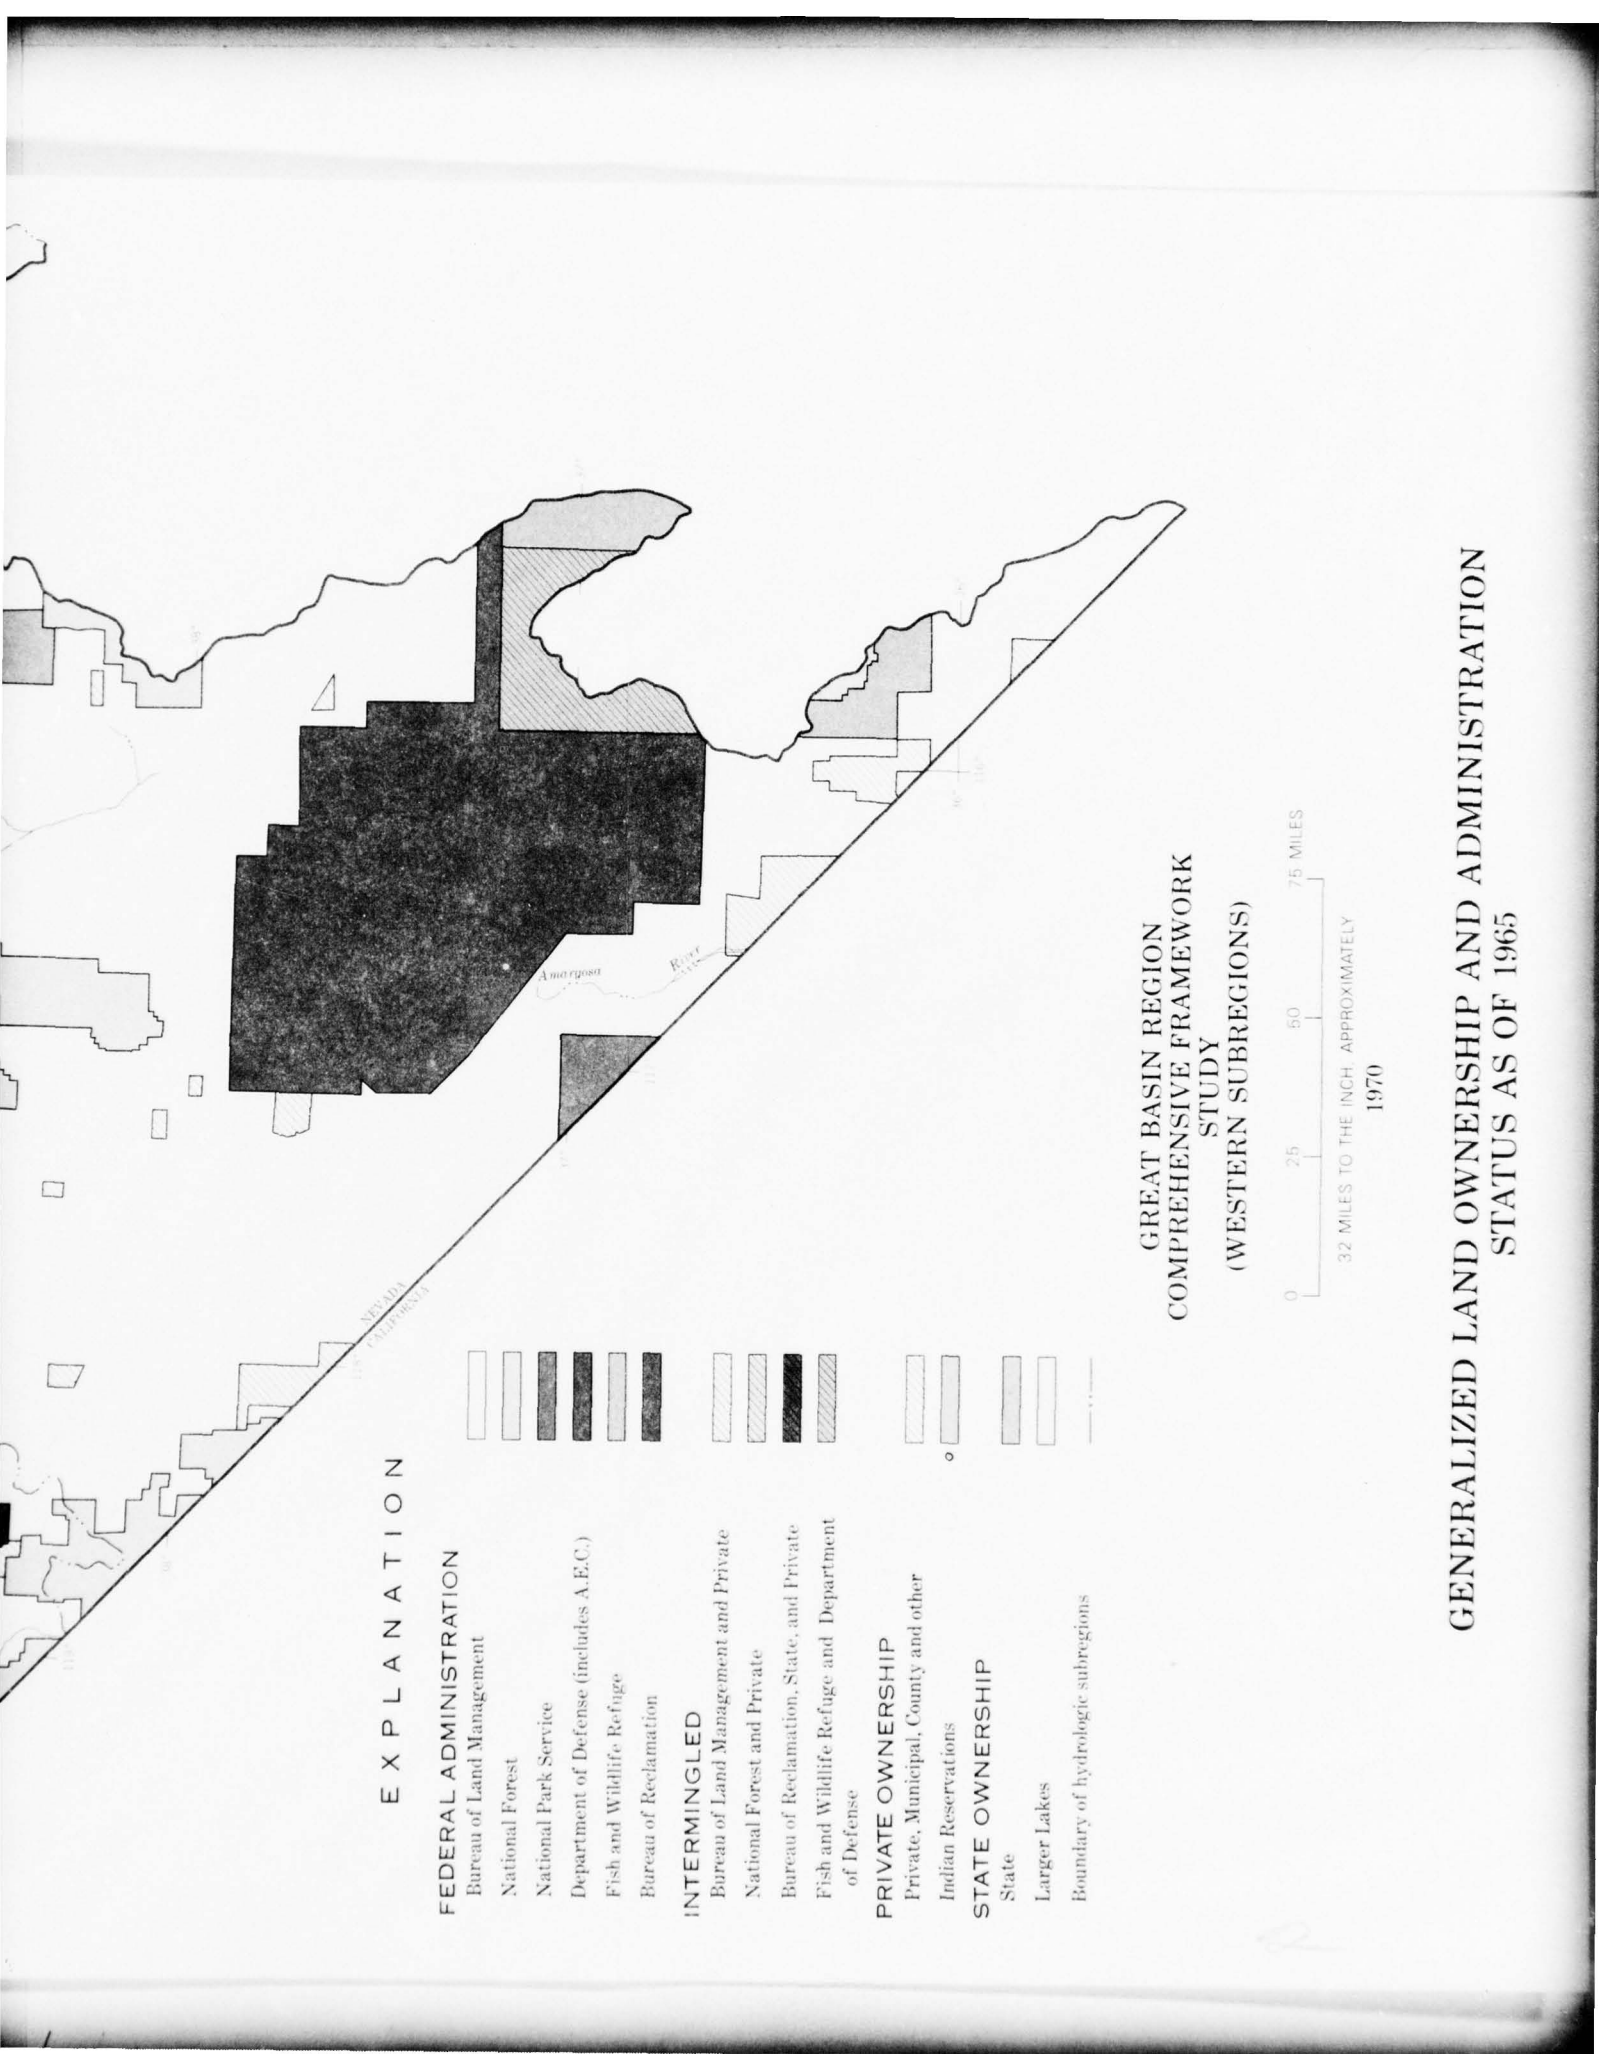 38°
Amargosa
River
36°
116°
37°
NEVADA
CALIFORNIA
EXPLANATION
FEDERAL ADMINISTRATION
Bureau of Land Management
National Forest
National Park Service
Department of Defense (includes A.E.C.)
Fish and Wildlife Refuge
Bureau of Reclamation
INTERMINGLED
Bureau of Land Management and Private
National Forest and Private
Bureau of Reclamation, State, and Private
Fish and Wildlife Refuge and Department
of Defense
PRIVATE OWNERSHIP
Private, Municipal, County and other
Indian Reservations
STATE OWNERSHIP
State
Larger Lakes
Boundary of hydrologic subregions
GREAT BASIN REGION
COMPREHENSIVE FRAMEWORK
STUDY
(WESTERN SUBREGIONS)
0 25 50 75 MILES
32 MILES TO THE INCH APPROXIMATELY
1970
GENERALIZED LAND OWNERSHIP AND ADMINISTRATION
STATUS AS OF 1965